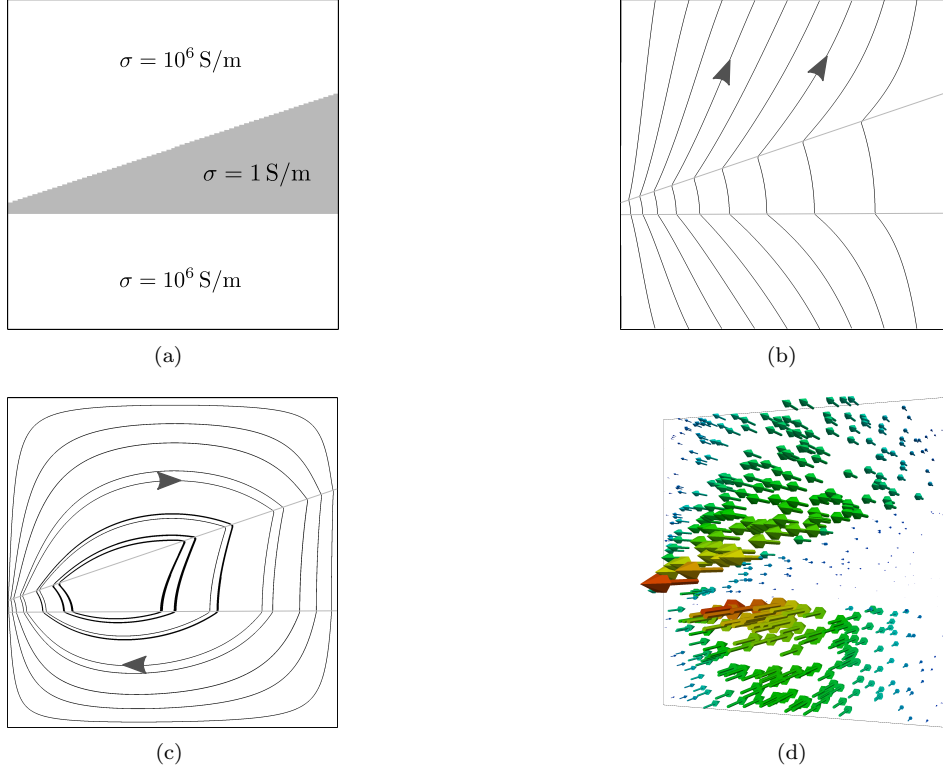 σ = 10⁶ S/m
σ = 1 S/m
σ = 10⁶ S/m
(a)
(b)
(c)
(d)